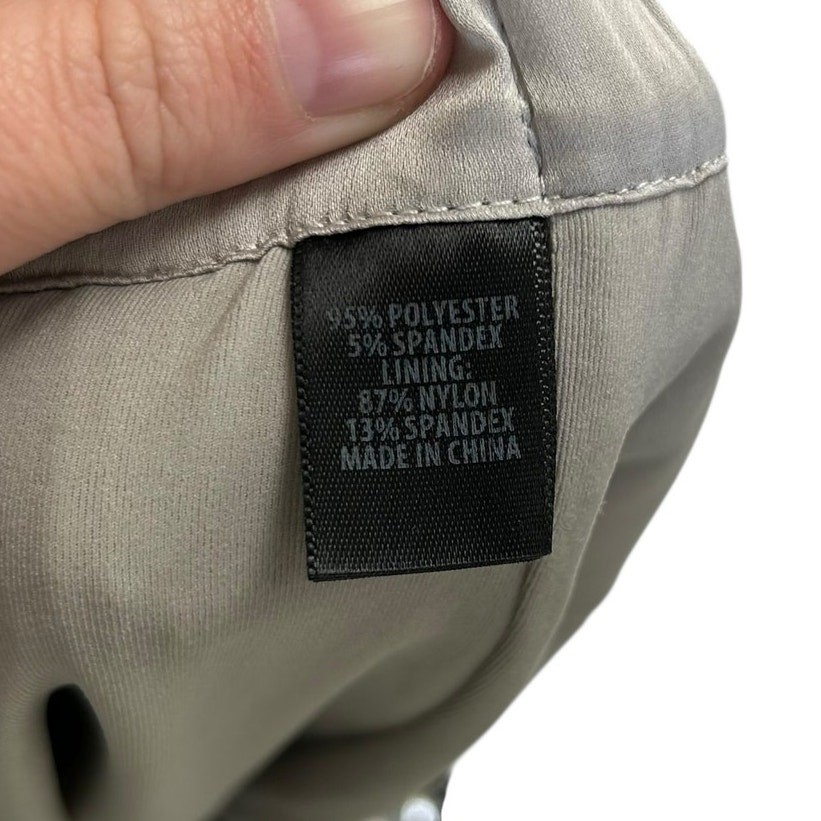 95% POLYESTER
5% SPANDEX
LINING:
87% NYLON
13% SPANDEX
MADE IN CHINA